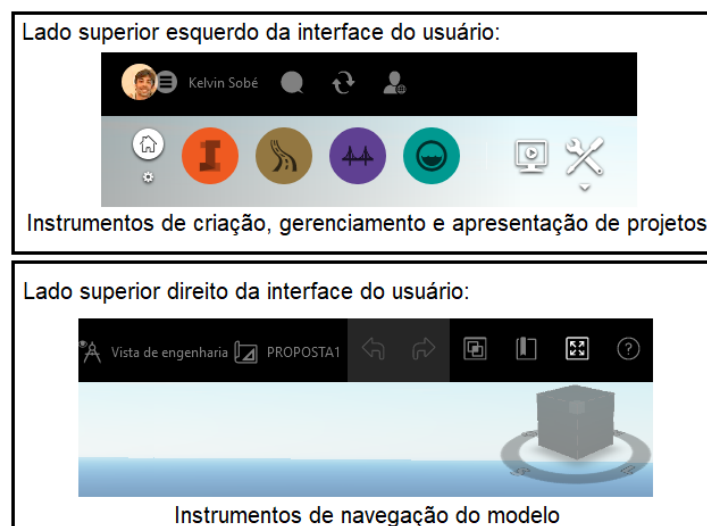 Lado superior esquerdo da interface do usuário:
Kelvin Sobé
Instrumentos de criação, gerenciamento e apresentação de projetos
Lado superior direito da interface do usuário:
Vista de engenharia PROPOSTA1 ?
Instrumentos de navegação do modelo